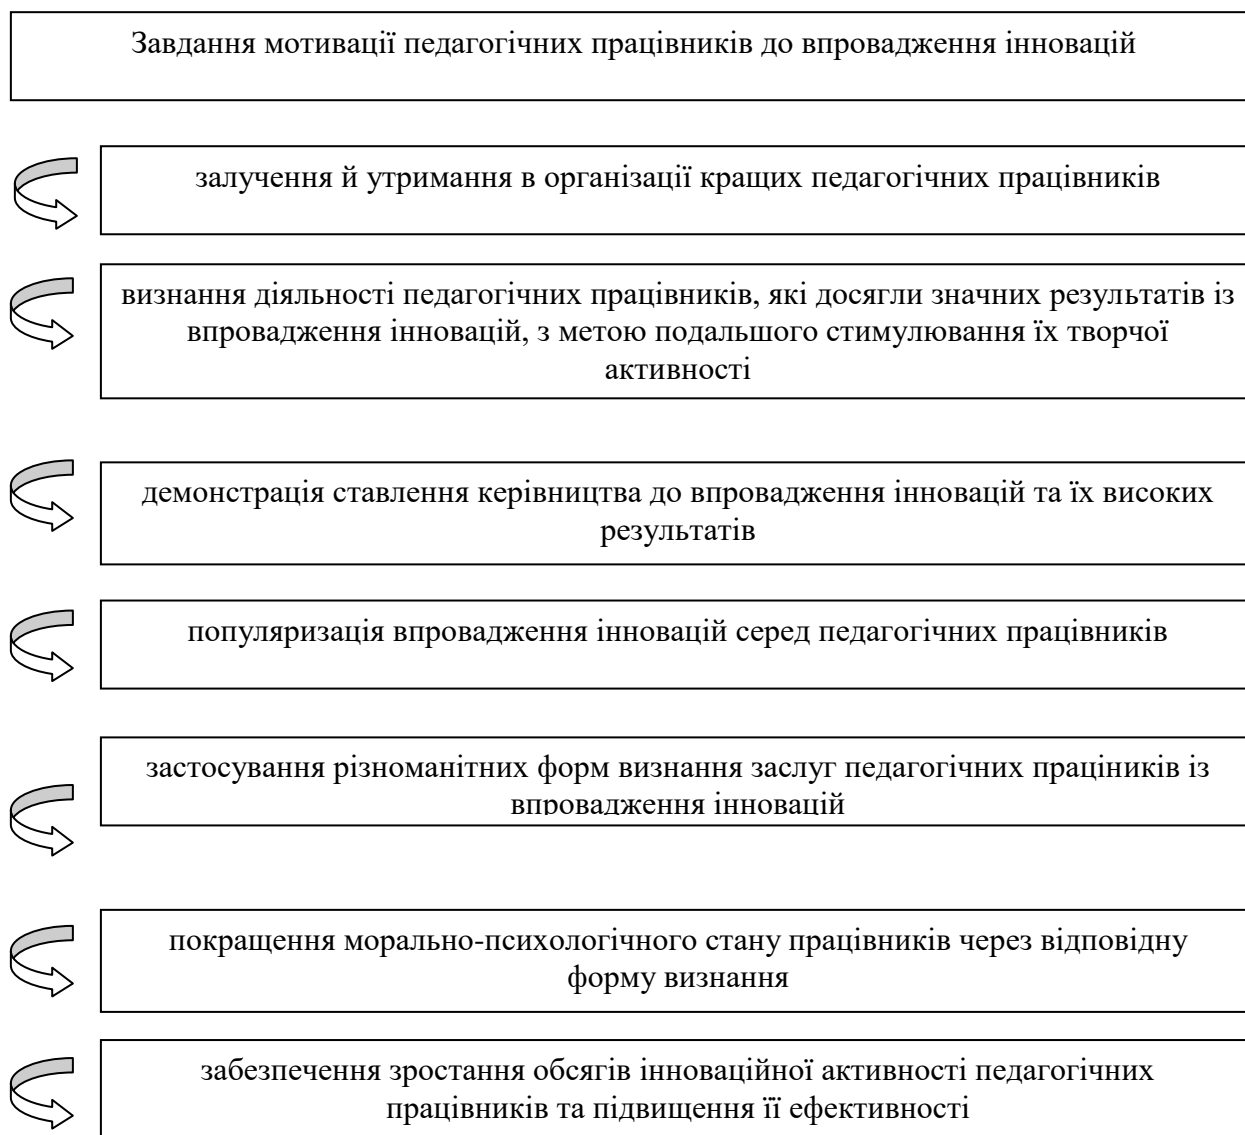 Завдання мотивації педагогічних працівників до впровадження інновацій
залучення й утримання в організації кращих педагогічних працівників
визнання діяльності педагогічних працівників, які досягли значних результатів із
впровадження інновацій, з метою подальшого стимулювання їх творчої
активності
демонстрація ставлення керівництва до впровадження інновацій та їх високих
результатів
популяризація впровадження інновацій серед педагогічних працівників
застосування різноманітних форм визнання заслуг педагогічних праціників із
впровадження інновацій
покращення морально-психологічного стану працівників через відповідну
форму визнання
забезпечення зростання обсягів інноваційної активності педагогічних
працівників та підвищення її ефективності